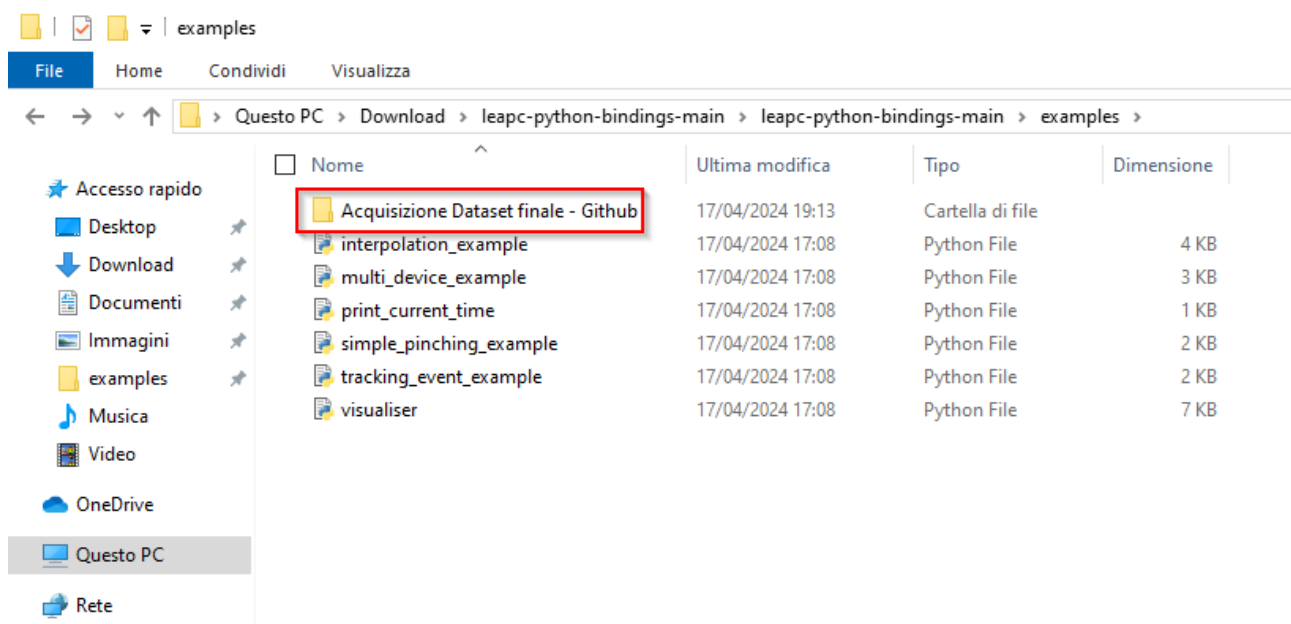 examples
File Home Condividi Visualizza
Questo PC > Download > leapc-python-bindings-main > leapc-python-bindings-main > examples >
Accesso rapido
Desktop
Download
Documenti
Immagini
examples
Musica
Video
OneDrive
Questo PC
Rete
Nome Ultima modifica Tipo Dimensione
Acquisizione Dataset finale - Github 17/04/2024 19:13 Cartella di file
interpolation_example 17/04/2024 17:08 Python File 4 KB
multi_device_example 17/04/2024 17:08 Python File 3 KB
print_current_time 17/04/2024 17:08 Python File 1 KB
simple_pinching_example 17/04/2024 17:08 Python File 2 KB
tracking_event_example 17/04/2024 17:08 Python File 2 KB
visualiser 17/04/2024 17:08 Python File 7 KB